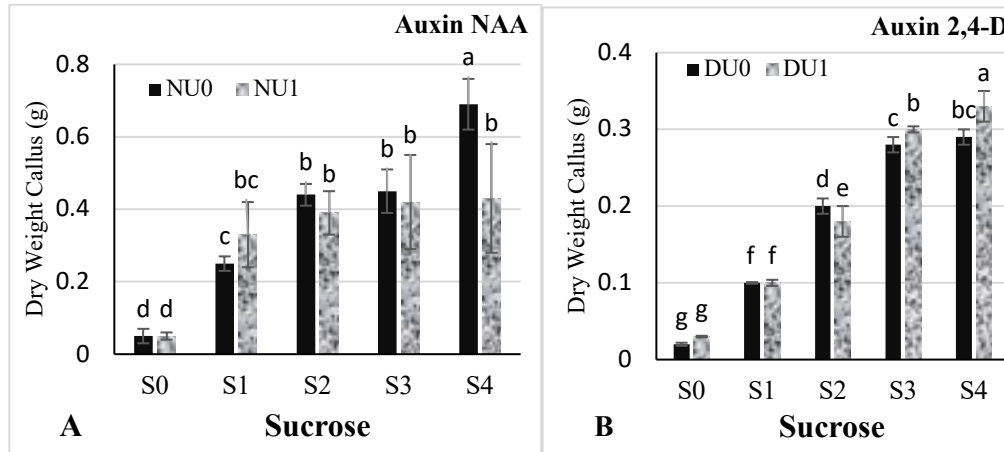 Auxin NAA
Dry Weight Callus (g)
0.8
0.6
0.4
0.2
0
NU0 NU1
d d
c bc
b b
b b
a b
S0 S1 S2 S3 S4
A Sucrose
Auxin 2,4-D
Dry Weight Callus (g)
0.4
0.3
0.2
0.1
0
DU0 DU1
g g
f f
d e
c b
bc a
S0 S1 S2 S3 S4
B Sucrose